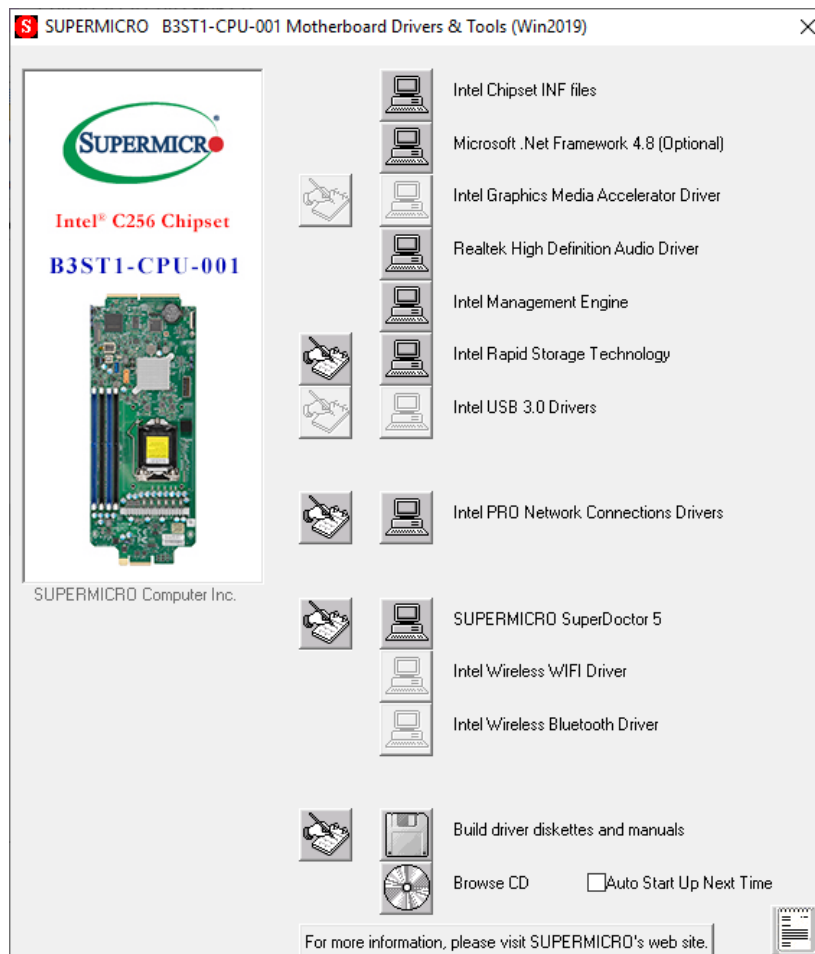 SUPERMICRO B3ST1-CPU-001 Motherboard Drivers & Tools (Win2019)
SUPERMICRO
Intel® C256 Chipset
B3ST1-CPU-001
SUPERMICRO Computer Inc.
Intel Chipset INF files
Microsoft .Net Framework 4.8 (Optional)
Intel Graphics Media Accelerator Driver
Realtek High Definition Audio Driver
Intel Management Engine
Intel Rapid Storage Technology
Intel USB 3.0 Drivers
Intel PRO Network Connections Drivers
SUPERMICRO SuperDoctor 5
Intel Wireless WIFI Driver
Intel Wireless Bluetooth Driver
Build driver diskettes and manuals
Browse CD
Auto Start Up Next Time
For more information, please visit SUPERMICRO's web site.